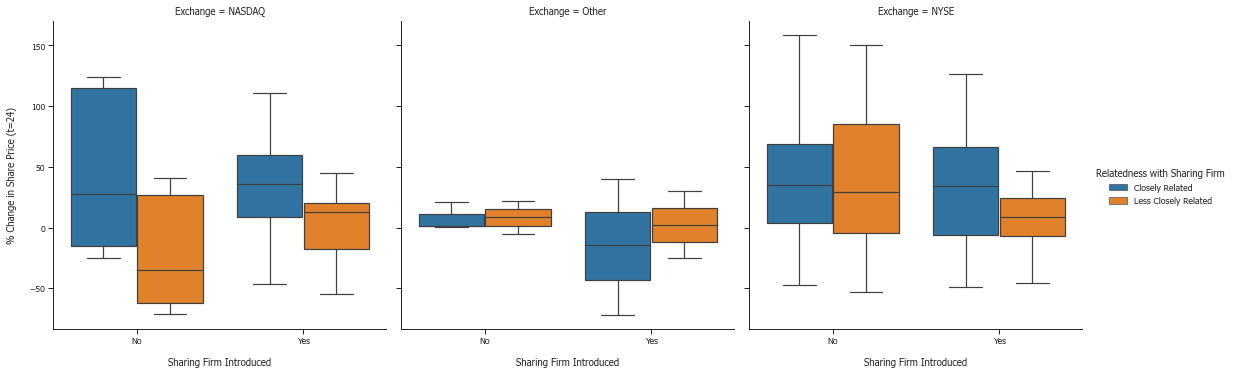 Exchange = NASDAQ
Exchange = Other
Exchange = NYSE
% Change in Share Price (t=24)
150
100
50
0
−50
No
Yes
No
Yes
No
Yes
Sharing Firm Introduced
Sharing Firm Introduced
Sharing Firm Introduced
Relatedness with Sharing Firm
Closely Related
Less Closely Related